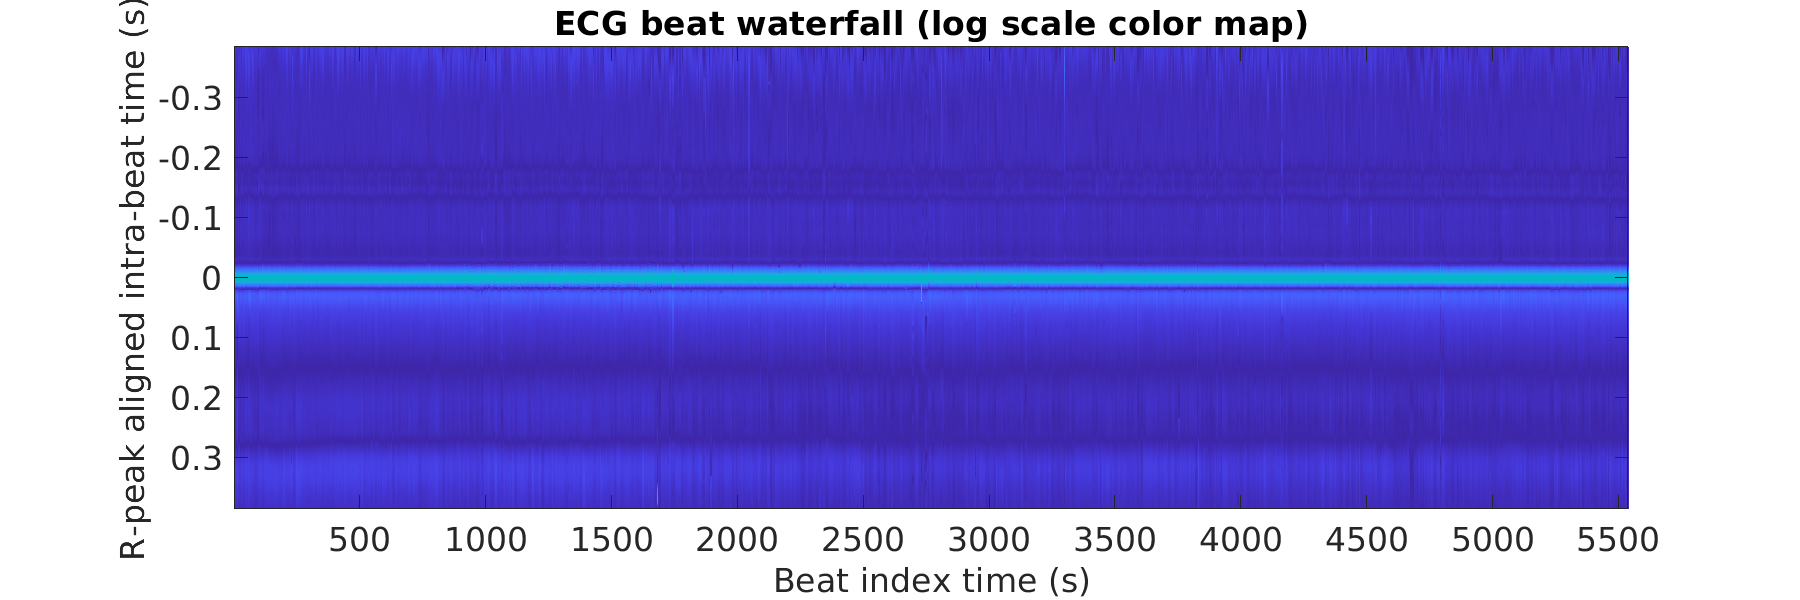 ECG beat waterfall (log scale color map)
R-peak aligned intra-beat time (s)
-0.3
-0.2
-0.1
0
0.1
0.2
0.3
500 1000 1500 2000 2500 3000 3500 4000 4500 5000 5500
Beat index time (s)